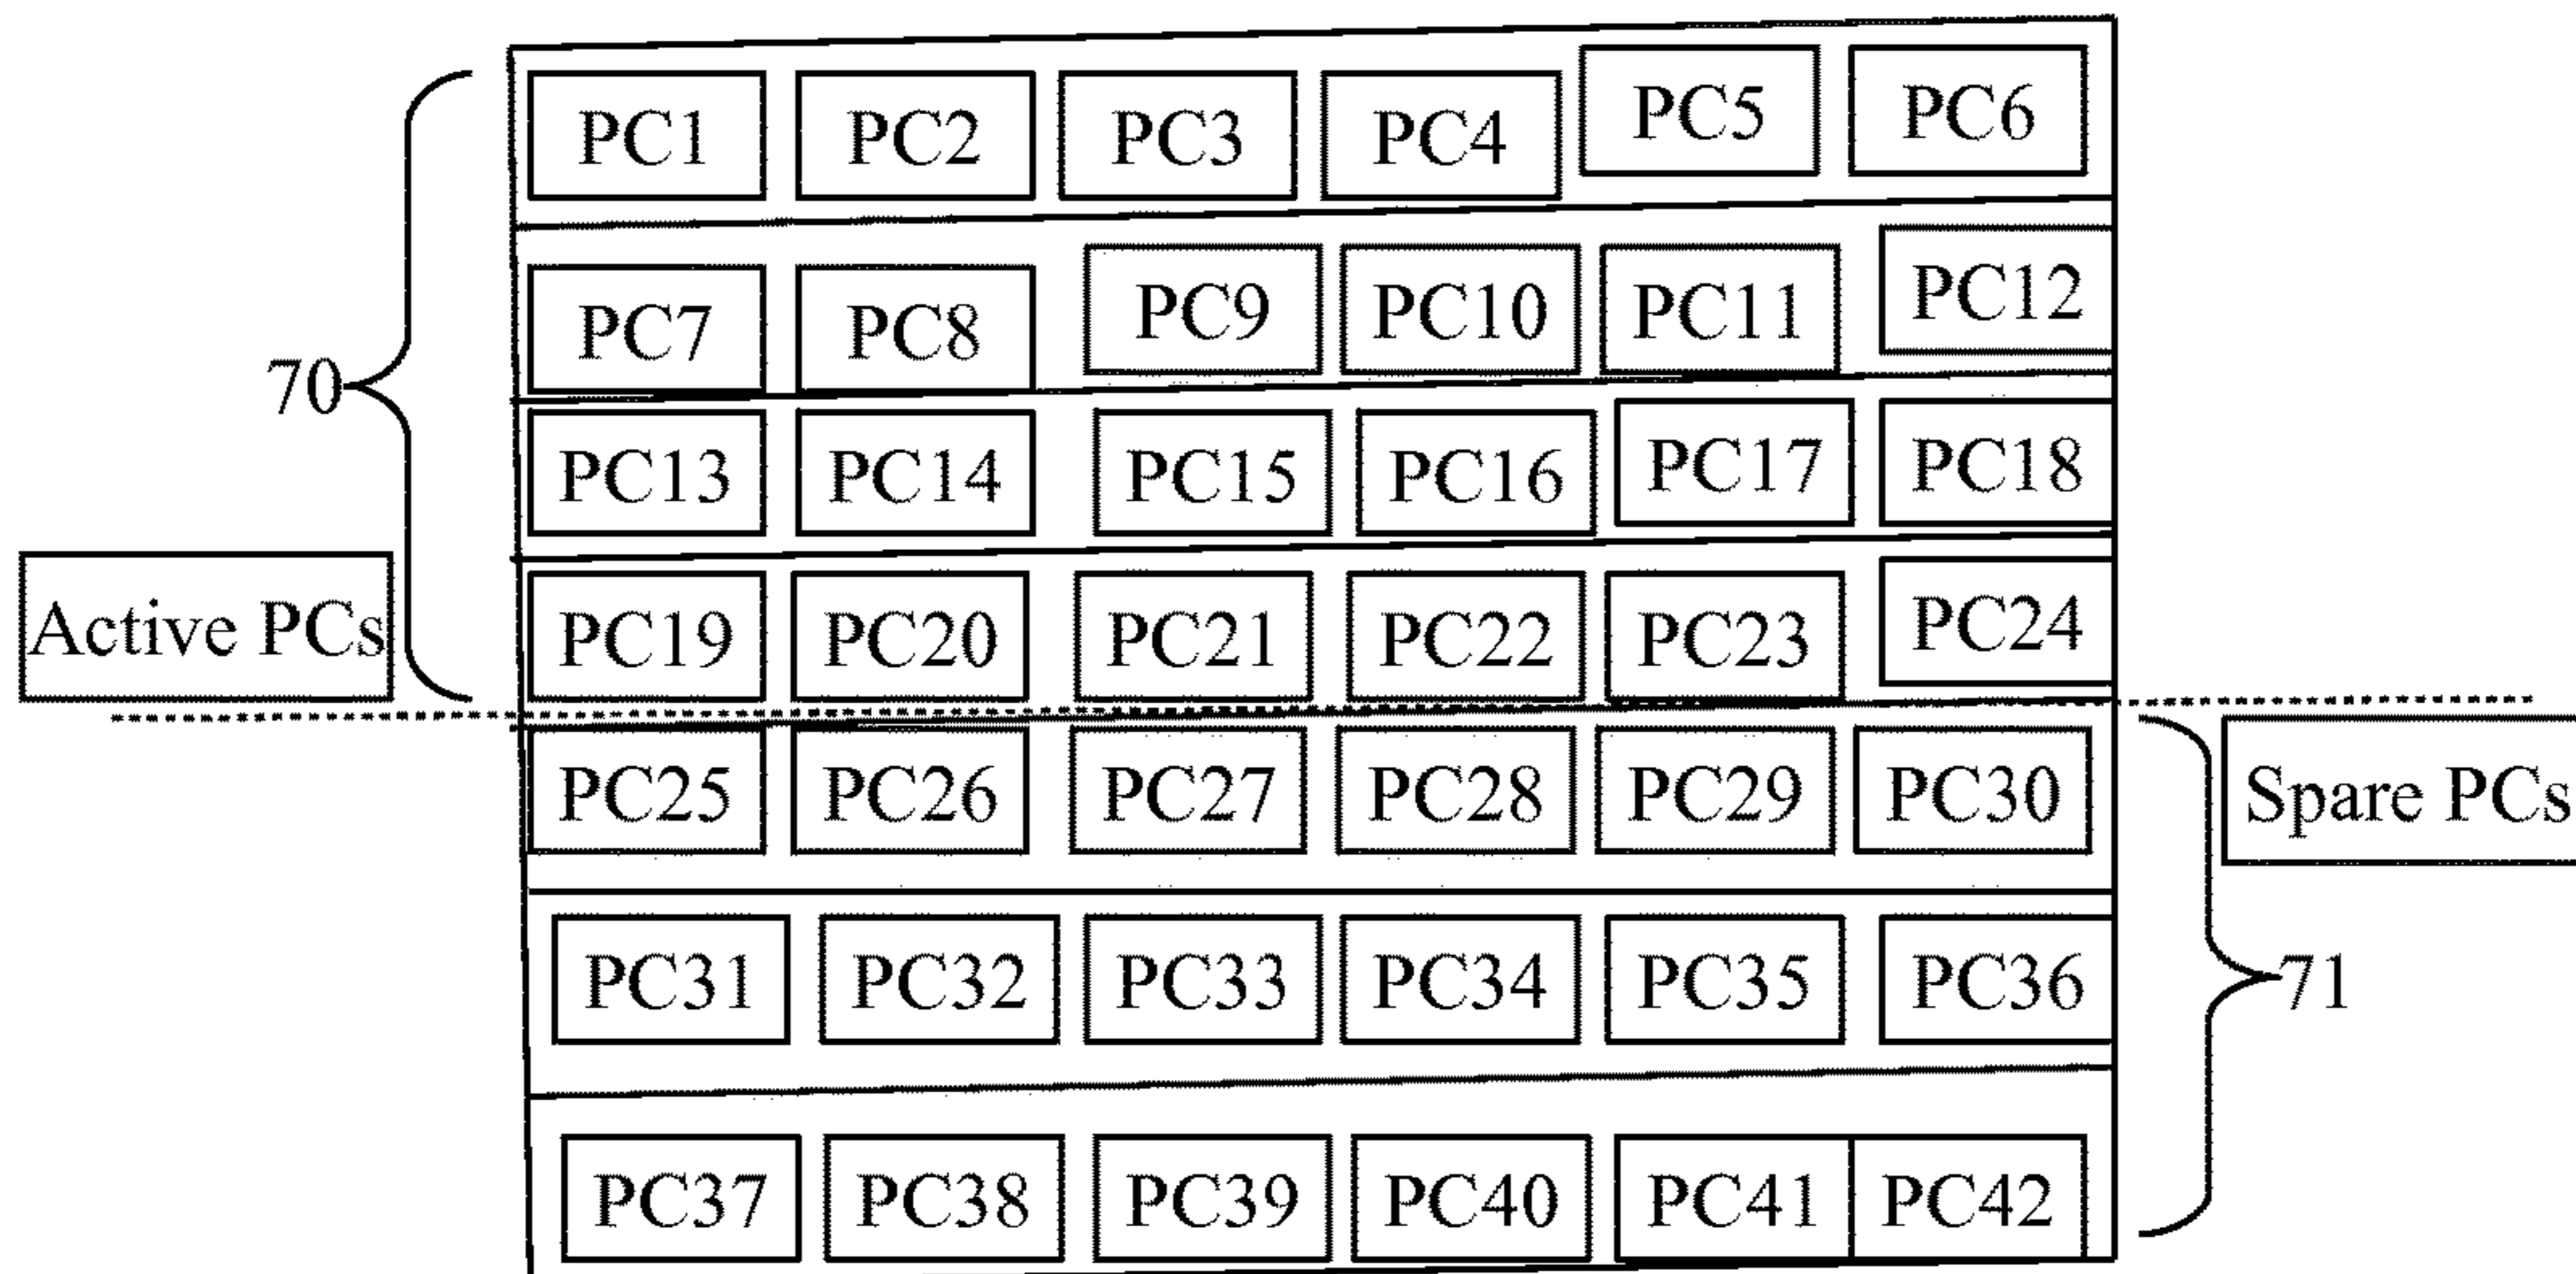 PC1 PC2 PC3 PC4 PC5 PC6
PC7 PC8 PC9 PC10 PC11 PC12
70
PC13 PC14 PC15 PC16 PC17 PC18
Active PCs
PC19 PC20 PC21 PC22 PC23 PC24
PC25 PC26 PC27 PC28 PC29 PC30
Spare PCs
PC31 PC32 PC33 PC34 PC35 PC36
71
PC37 PC38 PC39 PC40 PC41 PC42